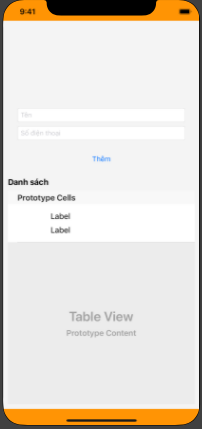 9:41
Tên
Số điện thoại
Thêm
Danh sách
Prototype Cells
Label
Label
Table View
Prototype Content